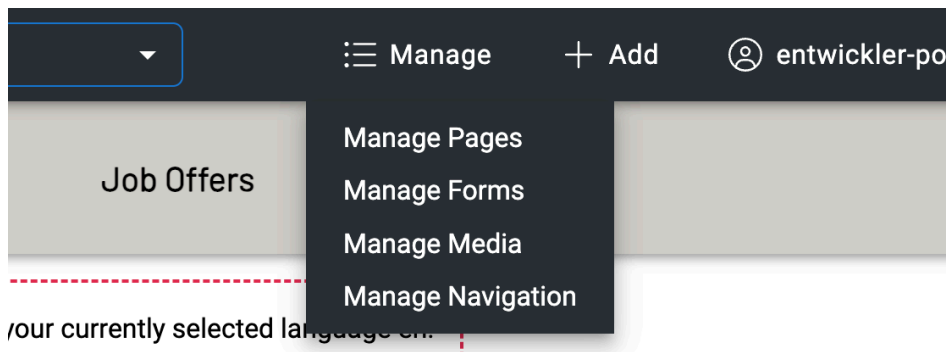 Manage
Add
entwickler-po
Manage Pages
Job Offers
Manage Forms
Manage Media
Manage Navigation
your currently selected language en.